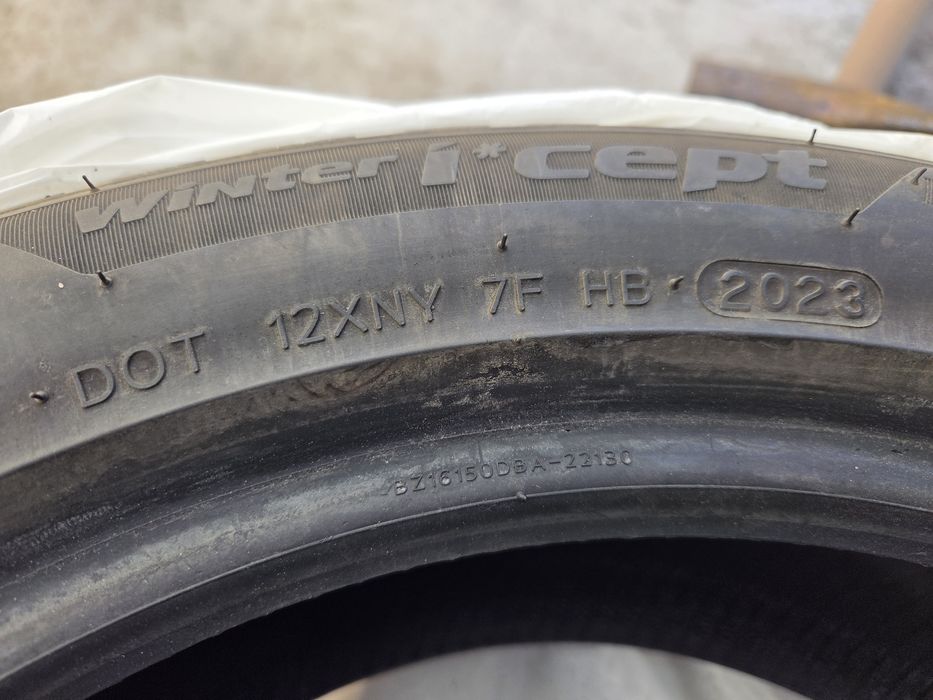 winter i*cept
DOT 12XNY 7F HB 2023
BZ16150DBA-22130